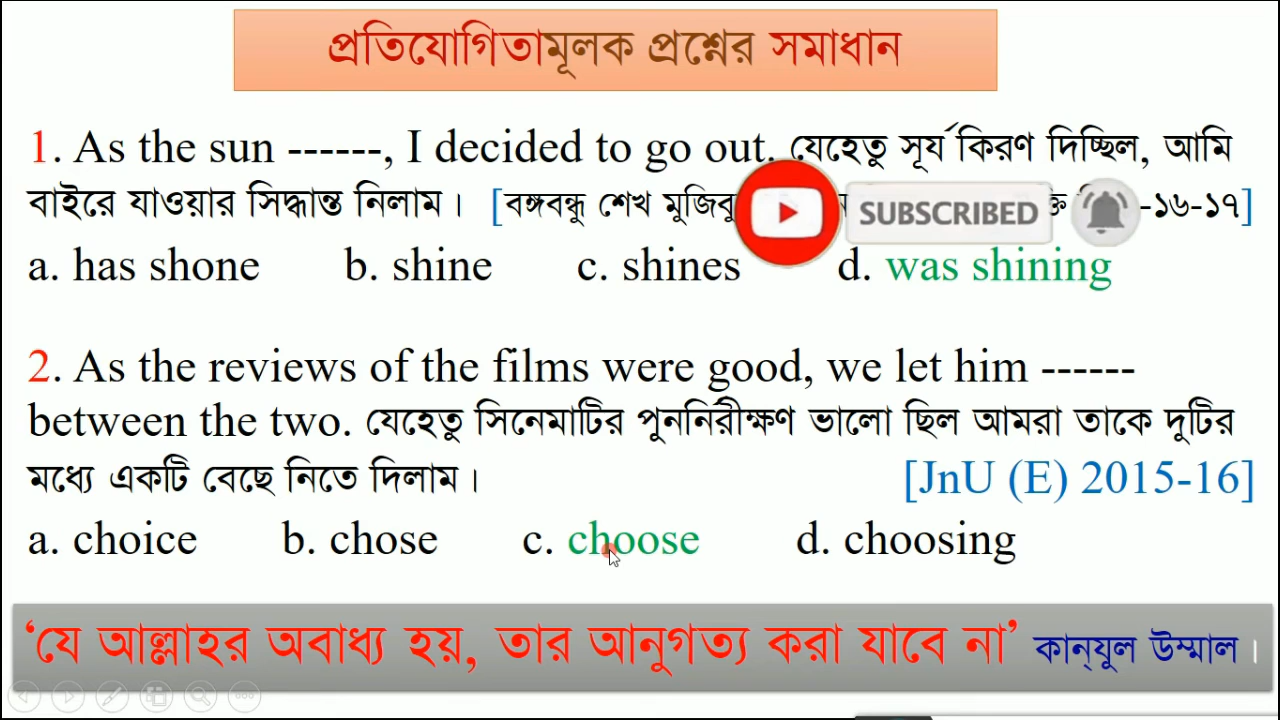 প্রতিযোগিতামূলক প্রশ্নের সমাধান
1. As the sun ------, I decided to go out. যেহেতু সূর্য কিরণ দিচ্ছিল, আমি
বাইরে যাওয়ার সিদ্ধান্ত নিলাম। [বঙ্গবন্ধু শেখ -১৬-১৭]
SUBSCRIBED
a. has shone b. shine c. shines d. was shining
2. As the reviews of the films were good, we let him ------
between the two. যেহেতু সিনেমাটির পুনর্নিরীক্ষণ ভালো ছিল আমরা তাকে দুটির
মধ্যে একটি বেছে নিতে দিলাম। [JnU (E) 2015-16]
a. choice b. chose c. choose d. choosing
‘যে আল্লাহর অবাধ্য হয়, তার আনুগত্য করা যাবে না’ কান্‌যুল উম্মাল।